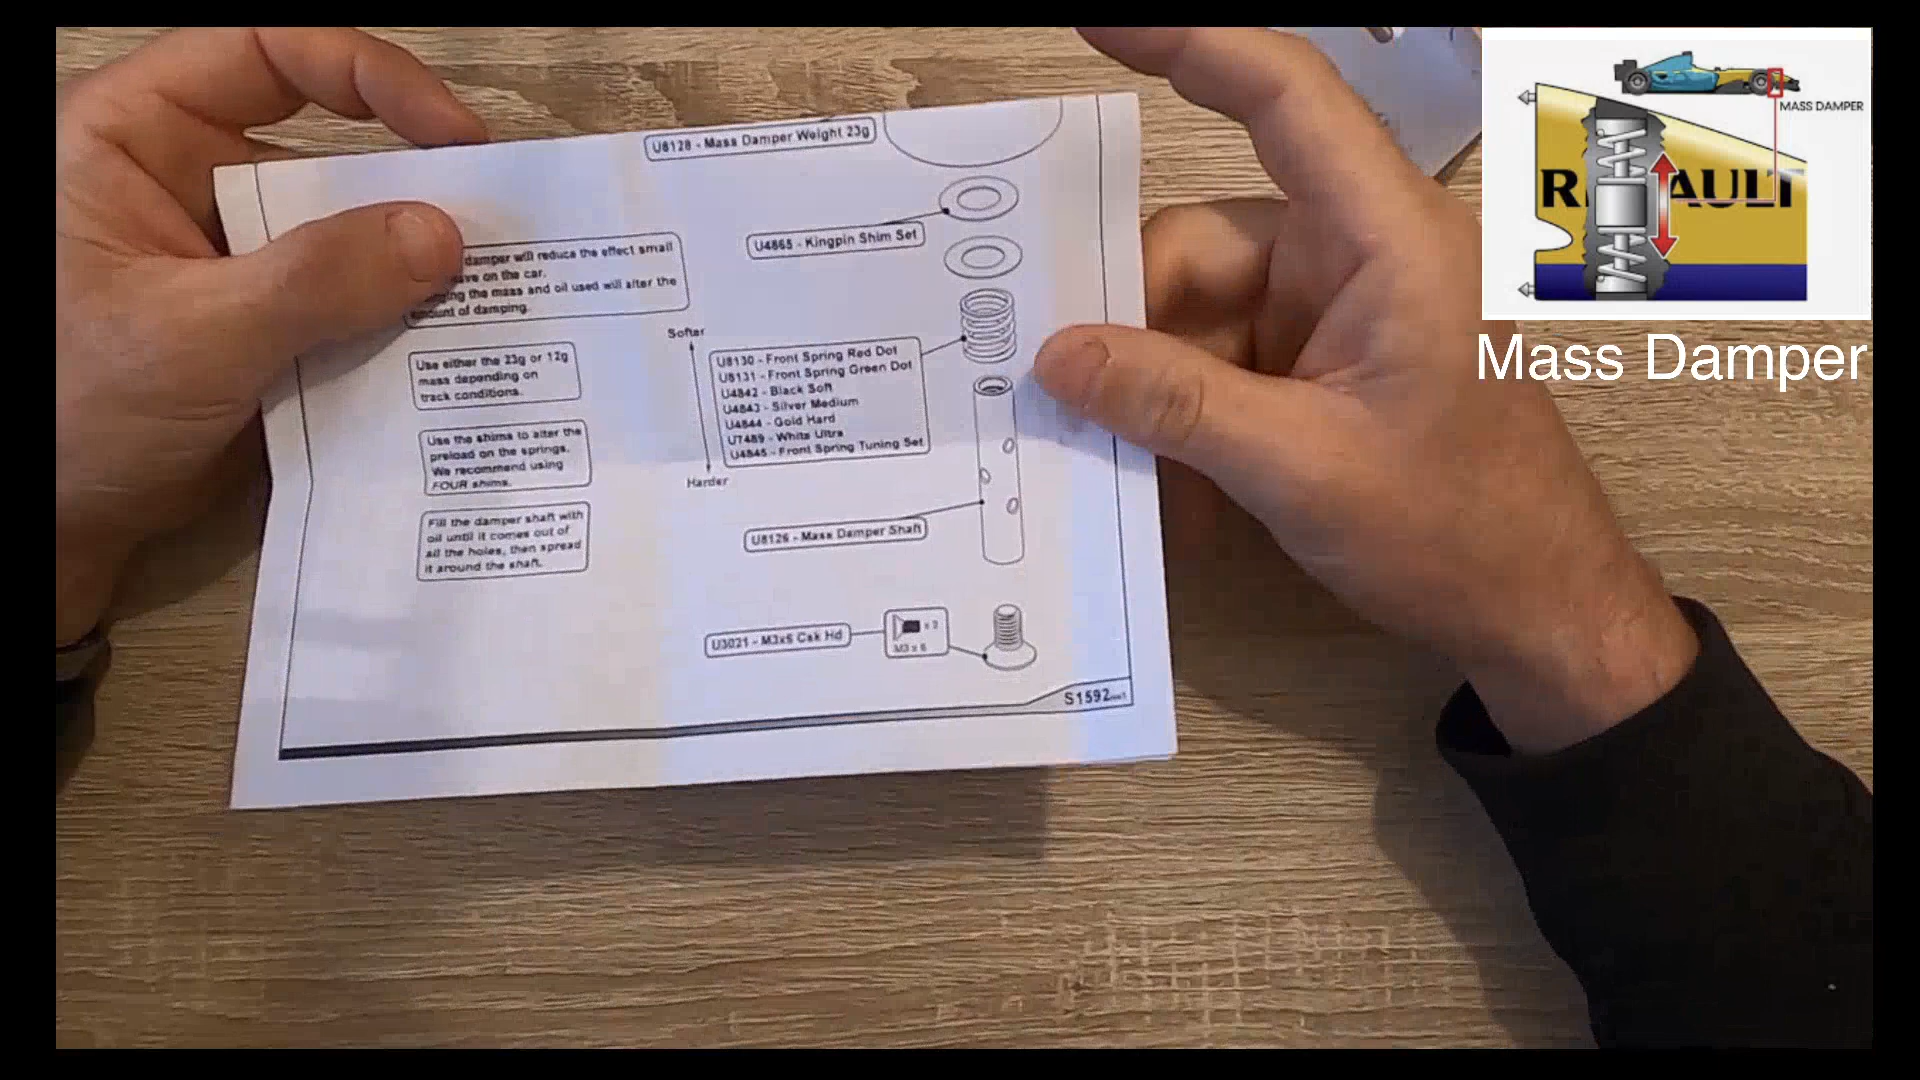 U8128 - Mass Damper Weight 23g
U4865 - Kingpin Shim Set
damper will reduce the effect small
on the car.
the mass and oil used will alter the
amount of damping.
Use either the 23g or 12g
mass depending on
track conditions.
Use the shims to alter the
preload on the springs.
We recommend using
FOUR shims.
Fill the damper shaft with
oil until it comes out of
all the holes, then spread
it around the shaft.
Softer
Harder
U8130 - Front Spring Red Dot
U8131 - Front Spring Green Dot
U4842 - Black Soft
U4843 - Silver Medium
U4844 - Gold Hard
U7489 - White Ultra
U4845 - Front Spring Tuning Set
U8126 - Mass Damper Shaft
U3021 - M3x6 Csk Hd
M3 x 6
S1592
MASS DAMPER
R AULT
Mass Damper